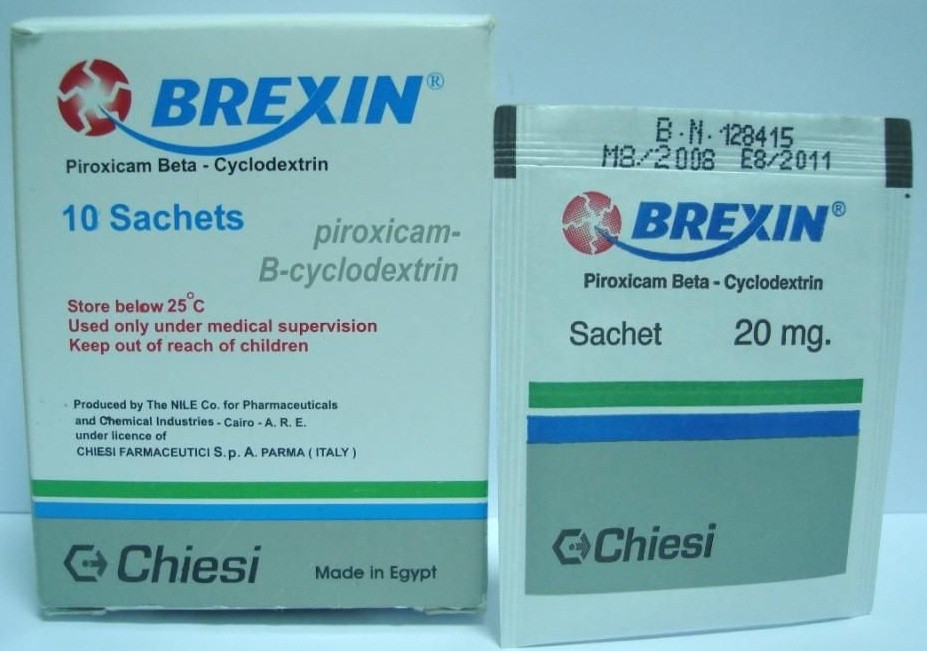 BREXIN®
Piroxicam Beta - Cyclodextrin
10 Sachets
piroxicam-
B-cyclodextrin
Store below 25°C
Used only under medical supervision
Keep out of reach of children
Produced by The NILE Co. for Pharmaceuticals
and Chemical Industries - Cairo - A. R. E.
under licence of
CHIESI FARMACEUTICI S.p. A. PARMA ( ITALY )
Chiesi
Made in Egypt
B.N. 128415
M8/2008 E8/2011
BREXIN®
Piroxicam Beta - Cyclodextrin
Sachet 20 mg.
Chiesi